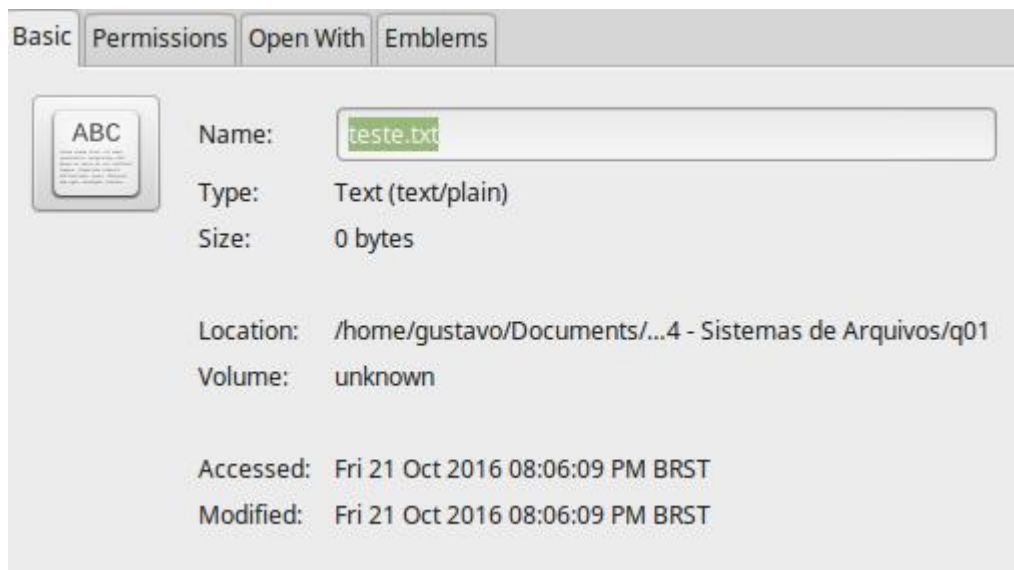 Basic Permissions Open With Emblems
ABC
Name: teste.txt
Type: Text (text/plain)
Size: 0 bytes
Location: /home/gustavo/Documents/...4 - Sistemas de Arquivos/q01
Volume: unknown
Accessed: Fri 21 Oct 2016 08:06:09 PM BRST
Modified: Fri 21 Oct 2016 08:06:09 PM BRST